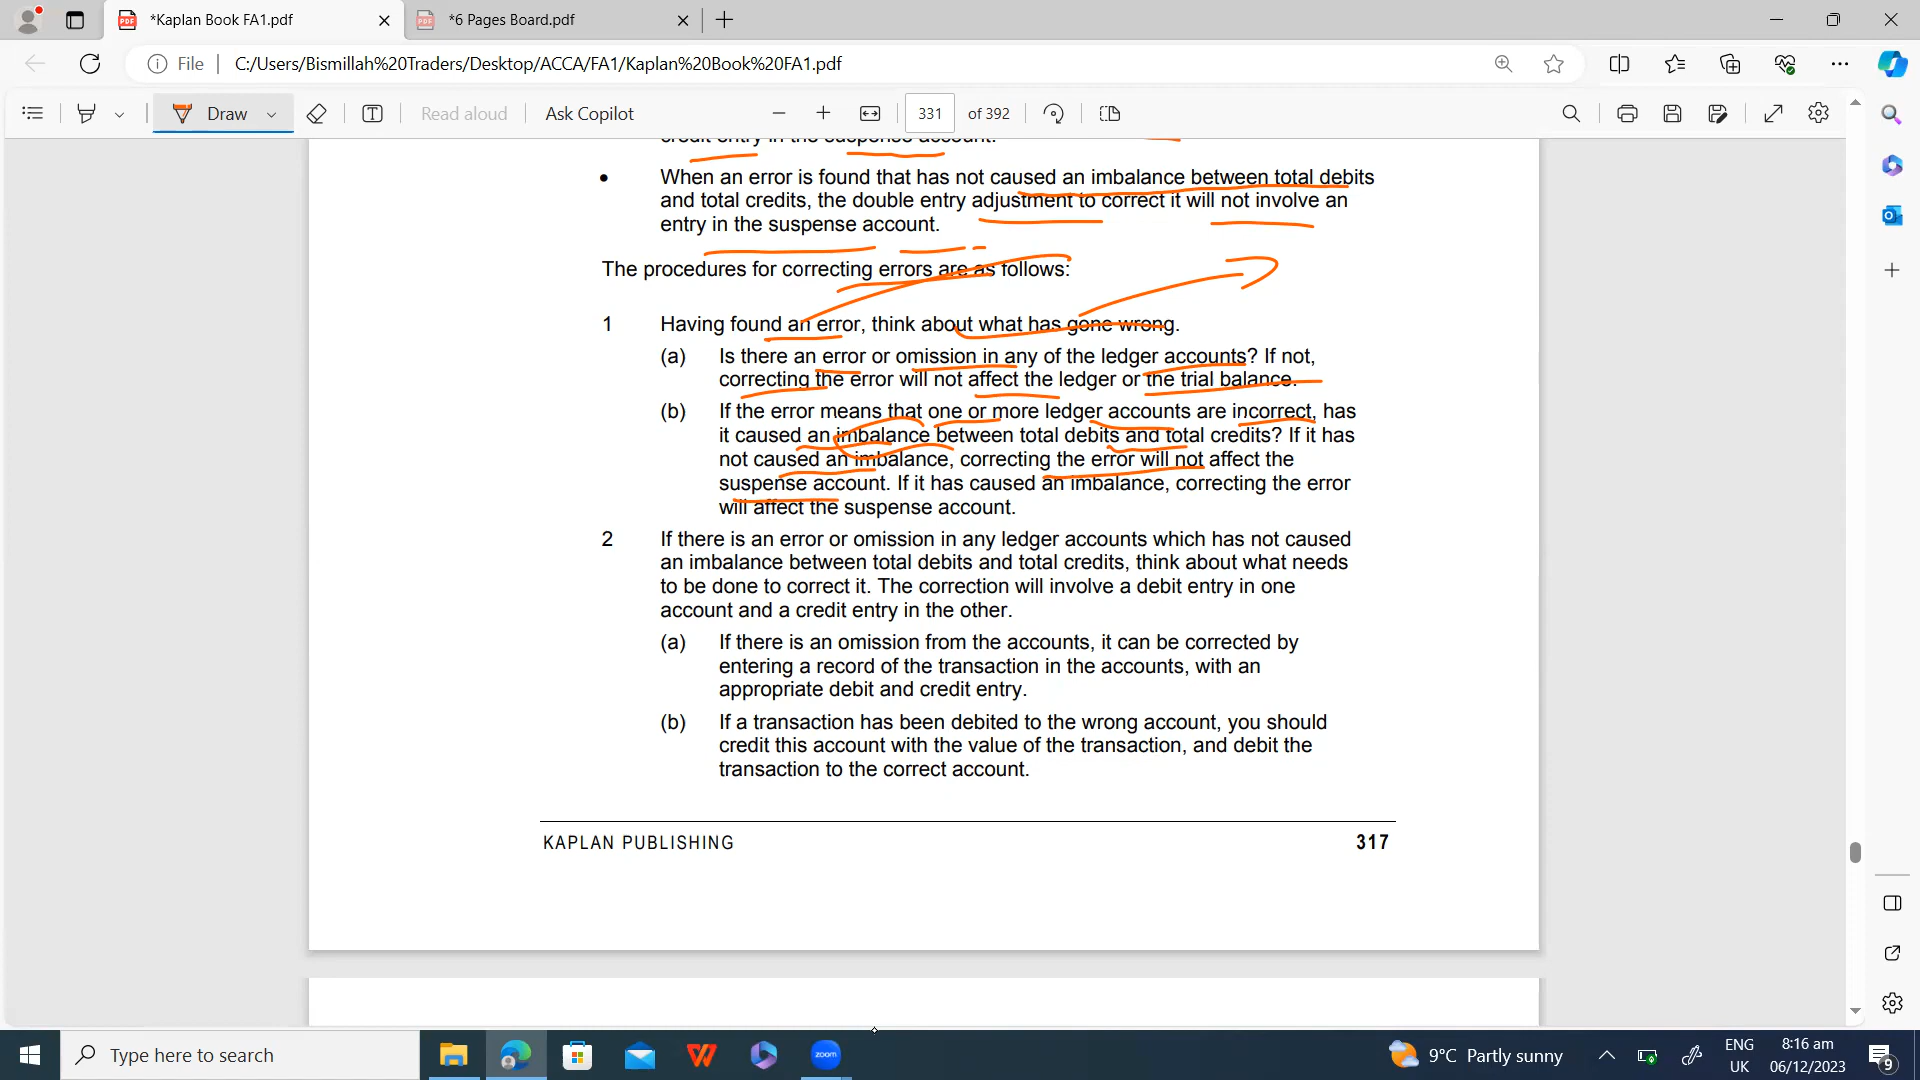 *Kaplan Book FA1.pdf
*6 Pages Board.pdf
File
C:/Users/Bismillah%20Traders/Desktop/ACCA/FA1/Kaplan%20Book%20FA1.pdf
Draw
Read aloud
Ask Copilot
331
of 392
credit entry in the suspense account.
• When an error is found that has not caused an imbalance between total debits
and total credits, the double entry adjustment to correct it will not involve an
entry in the suspense account.
The procedures for correcting errors are as follows:
1 Having found an error, think about what has gone wrong.
(a) Is there an error or omission in any of the ledger accounts? If not,
correcting the error will not affect the ledger or the trial balance.
(b) If the error means that one or more ledger accounts are incorrect, has
it caused an imbalance between total debits and total credits? If it has
not caused an imbalance, correcting the error will not affect the
suspense account. If it has caused an imbalance, correcting the error
will affect the suspense account.
2 If there is an error or omission in any ledger accounts which has not caused
an imbalance between total debits and total credits, think about what needs
to be done to correct it. The correction will involve a debit entry in one
account and a credit entry in the other.
(a) If there is an omission from the accounts, it can be corrected by
entering a record of the transaction in the accounts, with an
appropriate debit and credit entry.
(b) If a transaction has been debited to the wrong account, you should
credit this account with the value of the transaction, and debit the
transaction to the correct account.
KAPLAN PUBLISHING
317
Type here to search
zoom
9°C Partly sunny
ENG
UK
8:16 am
06/12/2023
9